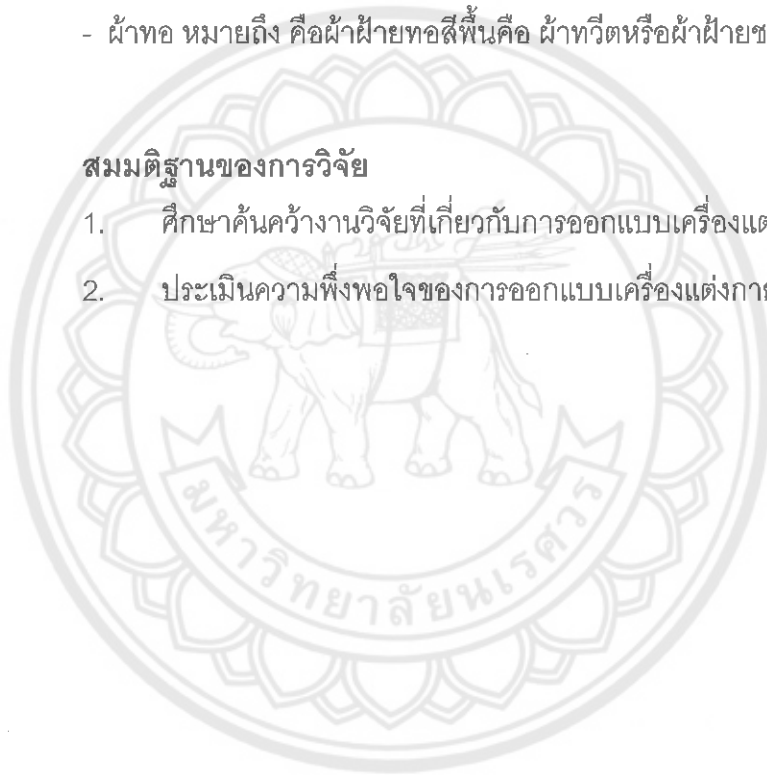 - ผ้าทอ หมายถึง คือผ้าฝ้ายทอสีพื้นคือ ผ้าทวีตหรือผ้าฝ้ายช
สมมติฐานของการวิจัย
1. ศึกษาค้นคว้างานวิจัยที่เกี่ยวกับการออกแบบเครื่องแต
2. ประเมินความพึ่งพอใจของการออกแบบเครื่องแต่งกาย
มหาวิทยาลัยนเรศวร